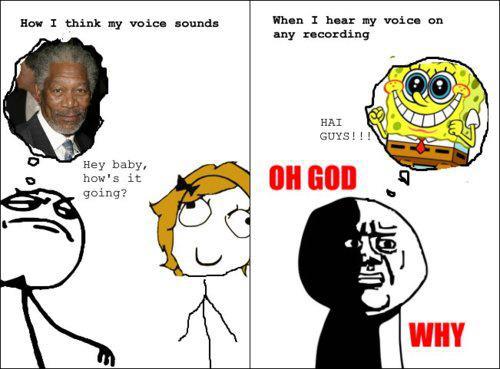 How I think my voice sounds
Hey baby,
how's it
going?
When I hear my voice on
any recording
HAI
GUYS!!!
OH GOD
WHY